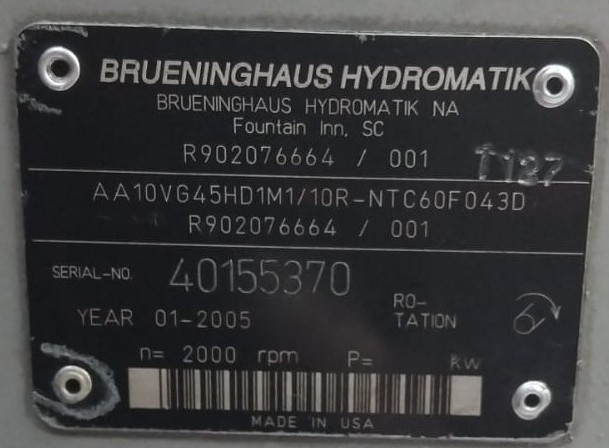 BRUENINGHAUS HYDROMATIK
BRUENINGHAUS HYDROMATIK NA
Fountain Inn, SC
R902076664 / 001
T127
AA10VG45HD1M1/10R-NTC60F043D
R902076664 / 001
SERIAL-NO. 40155370
YEAR 01-2005
RO-
TATION
n= 2000 rpm P= kw
MADE IN USA